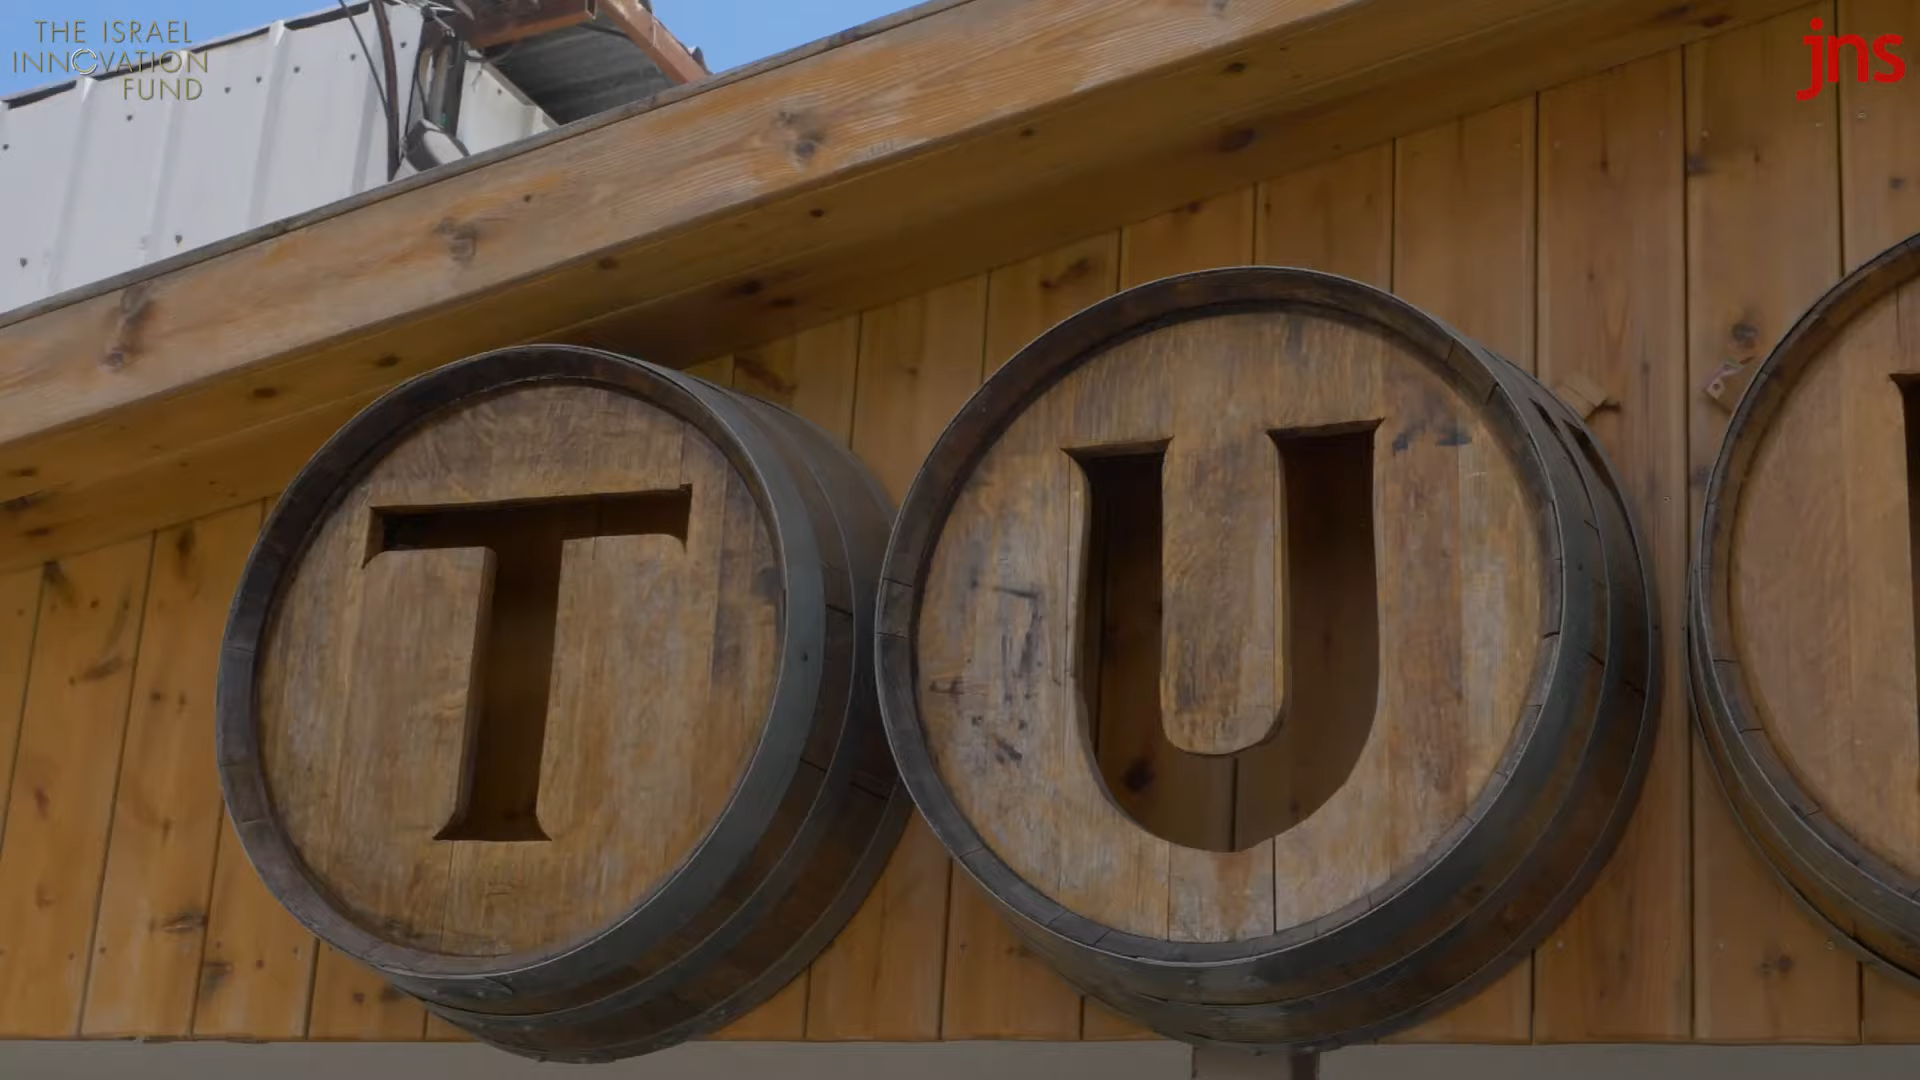 THE ISRAEL
INNOVATION
FUND
jns
T U